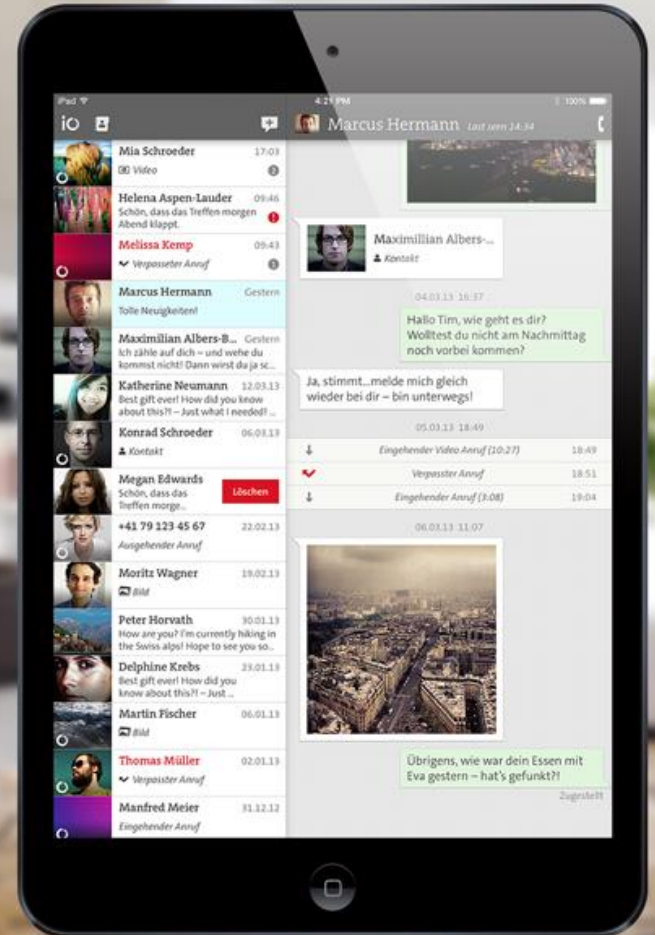 iPad
4:21 PM
100%
iO
Marcus Hermann Last seen 14:34
Mia Schroeder 17:03
Video 2
Helena Aspen-Lauder 09:46
Schön, dass das Treffen morgen
Abend klappt.
Melissa Kemp 09:43
Verpasseter Anruf 1
Marcus Hermann Gestern
Tolle Neuigkeiten!
Maximilian Albers-B... Gestern
Ich zähle auf dich – und wehe du
kommst nicht! Dann wirst du ja sc...
Katherine Neumann 12.03.13
Best gift ever! How did you know
about this?! – Just what I needed! ...
Konrad Schroeder 06.03.13
Kontakt
Megan Edwards
Schön, dass das
Treffen morge..
Löschen
+41 79 123 45 67 22.02.13
Ausgehender Anruf
Moritz Wagner 19.02.13
Bild
Peter Horvath 30.01.13
How are you? I'm currently hiking in
the Swiss alps! Hope to see you so..
Delphine Krebs 23.01.13
Best gift ever! How did you
know about this?! – Just ..
Martin Fischer 06.01.13
Bild
Thomas Müller 02.01.13
Verpasster Anruf
Manfred Meier 31.12.12
Eingehender Anruf
Maximillian Albers-...
Kontakt
04.03.13 16:37
Hallo Tim, wie geht es dir?
Wolltest du nicht am Nachmittag
noch vorbei kommen?
Ja, stimmt...melde mich gleich
wieder bei dir – bin unterwegs!
05.03.13 18:49
Eingehender Video Anruf (10:27) 18:49
Verpasster Anruf 18:51
Eingehender Anruf (3:08) 19:04
06.03.13 11:07
Übrigens, wie war dein Essen mit
Eva gestern – hat's gefunkt?!
Zugestellt